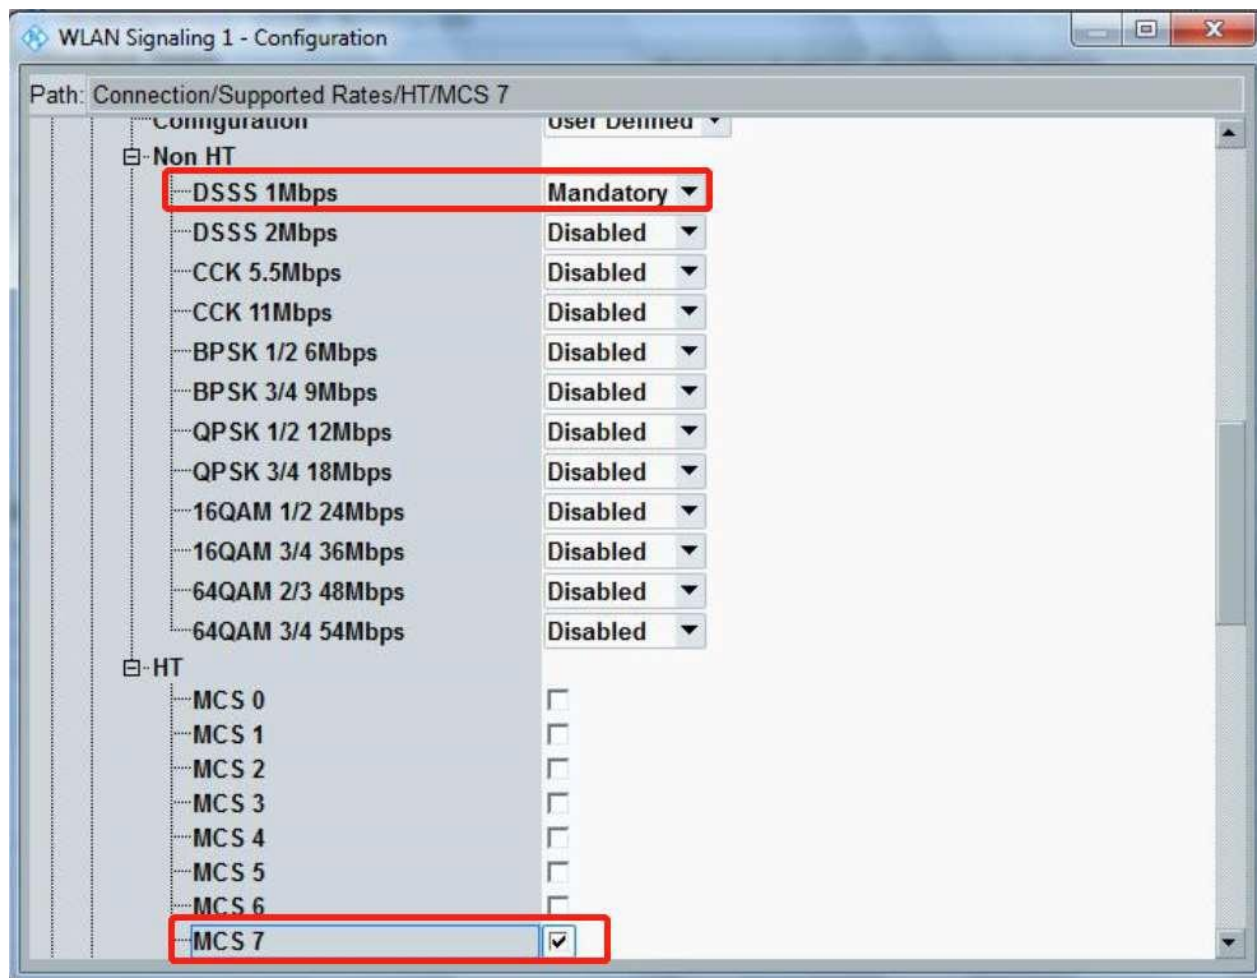 WLAN Signaling 1 - Configuration
Path: Connection/Supported Rates/HT/MCS 7
Configuration User Defined
Non HT
DSSS 1Mbps Mandatory
DSSS 2Mbps Disabled
CCK 5.5Mbps Disabled
CCK 11Mbps Disabled
BPSK 1/2 6Mbps Disabled
BPSK 3/4 9Mbps Disabled
QPSK 1/2 12Mbps Disabled
QPSK 3/4 18Mbps Disabled
16QAM 1/2 24Mbps Disabled
16QAM 3/4 36Mbps Disabled
64QAM 2/3 48Mbps Disabled
64QAM 3/4 54Mbps Disabled
HT
MCS 0
MCS 1
MCS 2
MCS 3
MCS 4
MCS 5
MCS 6
MCS 7